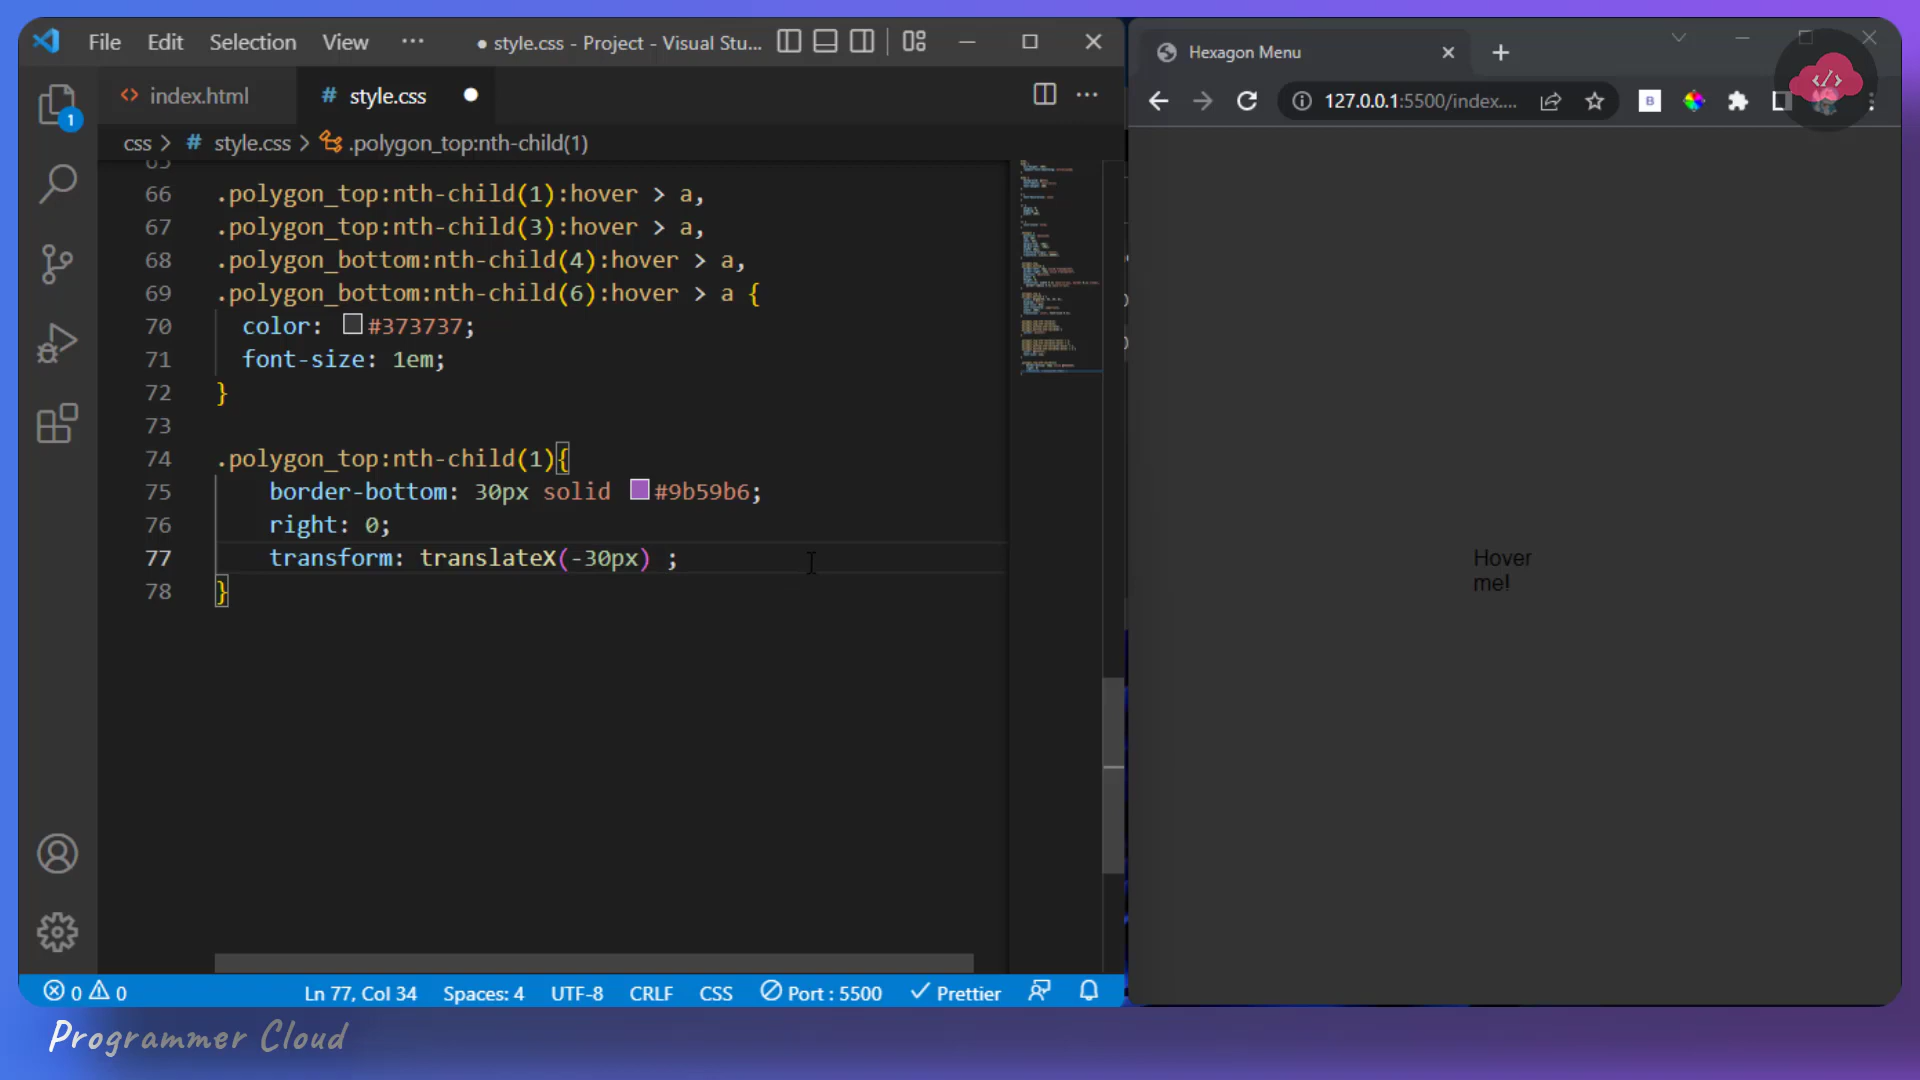 File Edit Selection View ··· ● style.css - Project - Visual Stu...
index.html # style.css
css > # style.css > .polygon_top:nth-child(1)
65
66 .polygon_top:nth-child(1):hover > a,
67 .polygon_top:nth-child(3):hover > a,
68 .polygon_bottom:nth-child(4):hover > a,
69 .polygon_bottom:nth-child(6):hover > a {
70 color: #373737;
71 font-size: 1em;
72 }
73
74 .polygon_top:nth-child(1){
75 border-bottom: 30px solid #9b59b6;
76 right: 0;
77 transform: translateX(-30px) ;
78 }
1
0 0 Ln 77, Col 34 Spaces: 4 UTF-8 CRLF CSS Port : 5500 Prettier
Hexagon Menu
127.0.0.1:5500/index....
B
</>
Hover
me!
Programmer Cloud